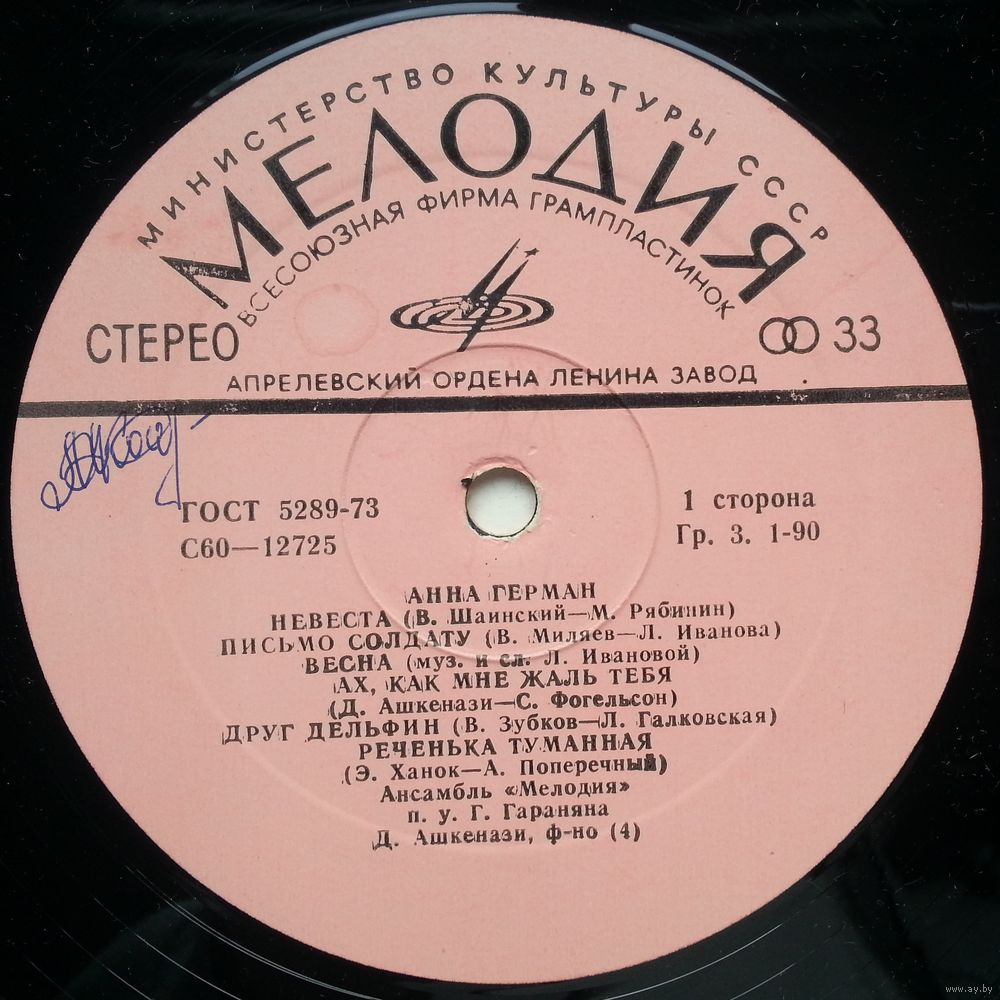 МИНИСТЕРСТВО КУЛЬТУРЫ СССР
МЕЛОДИЯ
ВСЕСОЮЗНАЯ ФИРМА ГРАМПЛАСТИНОК
СТЕРЕО
33
АПРЕЛЕВСКИЙ ОРДЕНА ЛЕНИНА ЗАВОД
ГОСТ 5289-73
1 сторона
С60—12725
Гр. 3. 1-90
АННА ГЕРМАН
НЕВЕСТА (В. Шаинский—М. Рябинин)
ПИСЬМО СОЛДАТУ (В. Миляев—Л. Иванова)
ВЕСНА (муз. и сл. Л. Ивановой)
АХ, КАК МНЕ ЖАЛЬ ТЕБЯ
(Д. Ашкенази—С. Фогельсон)
ДРУГ ДЕЛЬФИН (В. Зубков—Л. Галковская)
РЕЧЕНЬКА ТУМАННАЯ
(Э. Ханок—А. Поперечный)
Ансамбль «Мелодия»
п. у. Г. Гараняна
Д. Ашкенази, ф-но (4)
www.ay.by